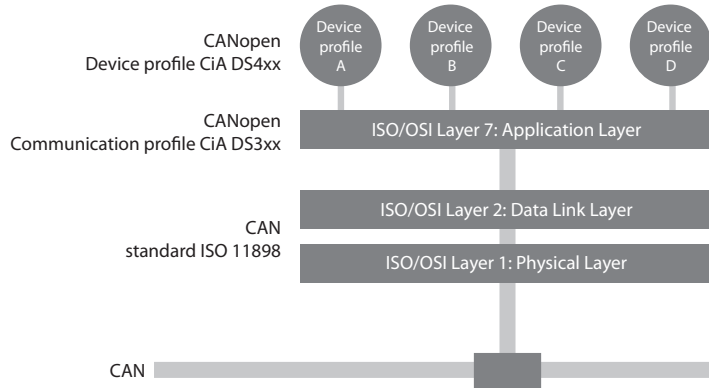 CANopen
Device profile CiA DS4xx
Device
profile
A
Device
profile
B
Device
profile
C
Device
profile
D
CANopen
Communication profile CiA DS3xx
ISO/OSI Layer 7: Application Layer
CAN
standard ISO 11898
ISO/OSI Layer 2: Data Link Layer
ISO/OSI Layer 1: Physical Layer
CAN